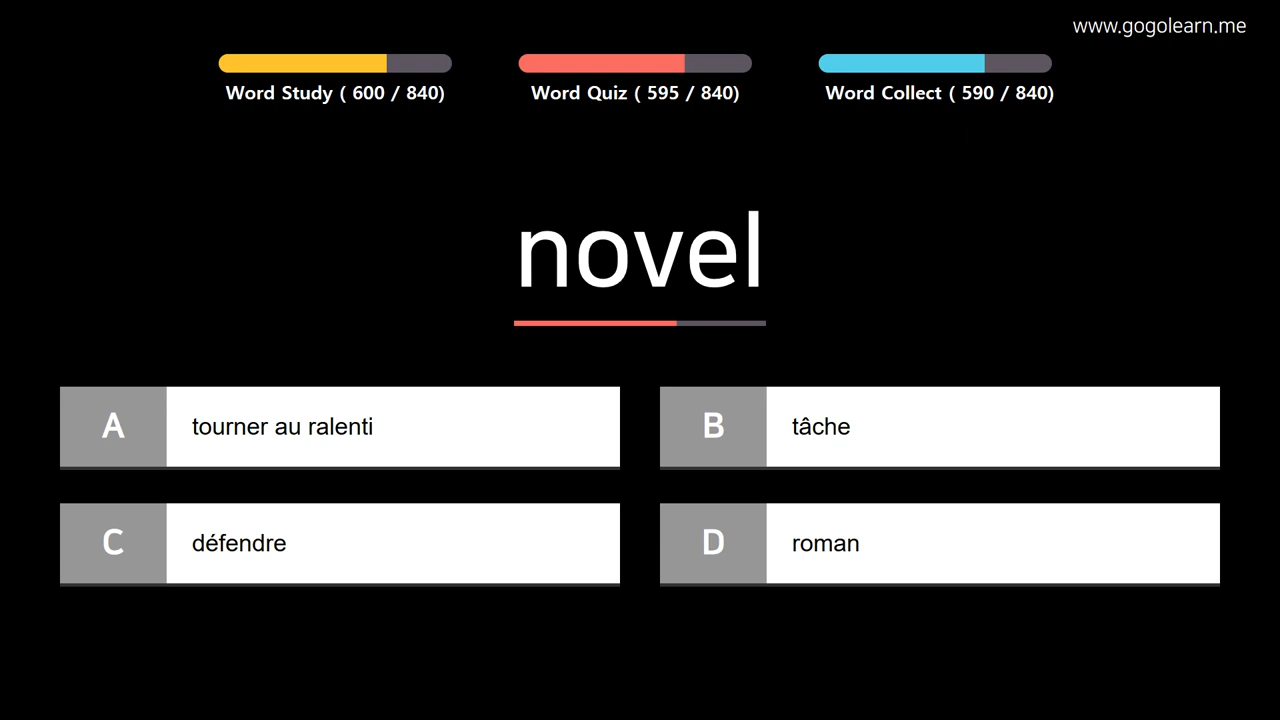 www.gogolearn.me
Word Study ( 600 / 840)
Word Quiz ( 595 / 840)
Word Collect ( 590 / 840)
novel
A tourner au ralenti
B tâche
C défendre
D roman